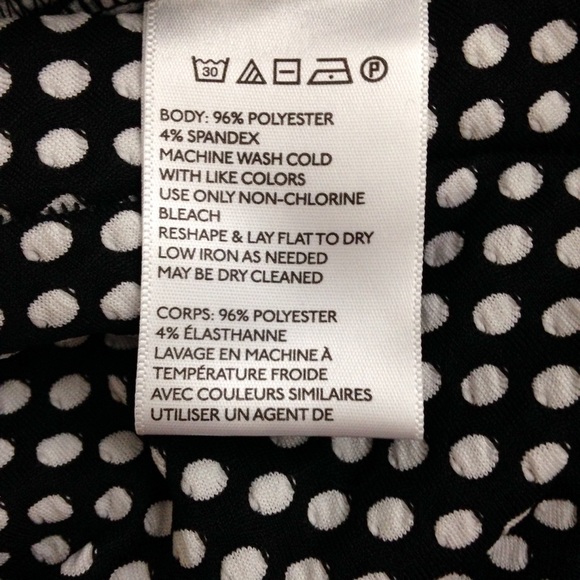 30 P
BODY: 96% POLYESTER
4% SPANDEX
MACHINE WASH COLD
WITH LIKE COLORS
USE ONLY NON-CHLORINE
BLEACH
RESHAPE & LAY FLAT TO DRY
LOW IRON AS NEEDED
MAY BE DRY CLEANED
CORPS: 96% POLYESTER
4% ÉLASTHANNE
LAVAGE EN MACHINE À
TEMPÉRATURE FROIDE
AVEC COULEURS SIMILAIRES
UTILISER UN AGENT DE